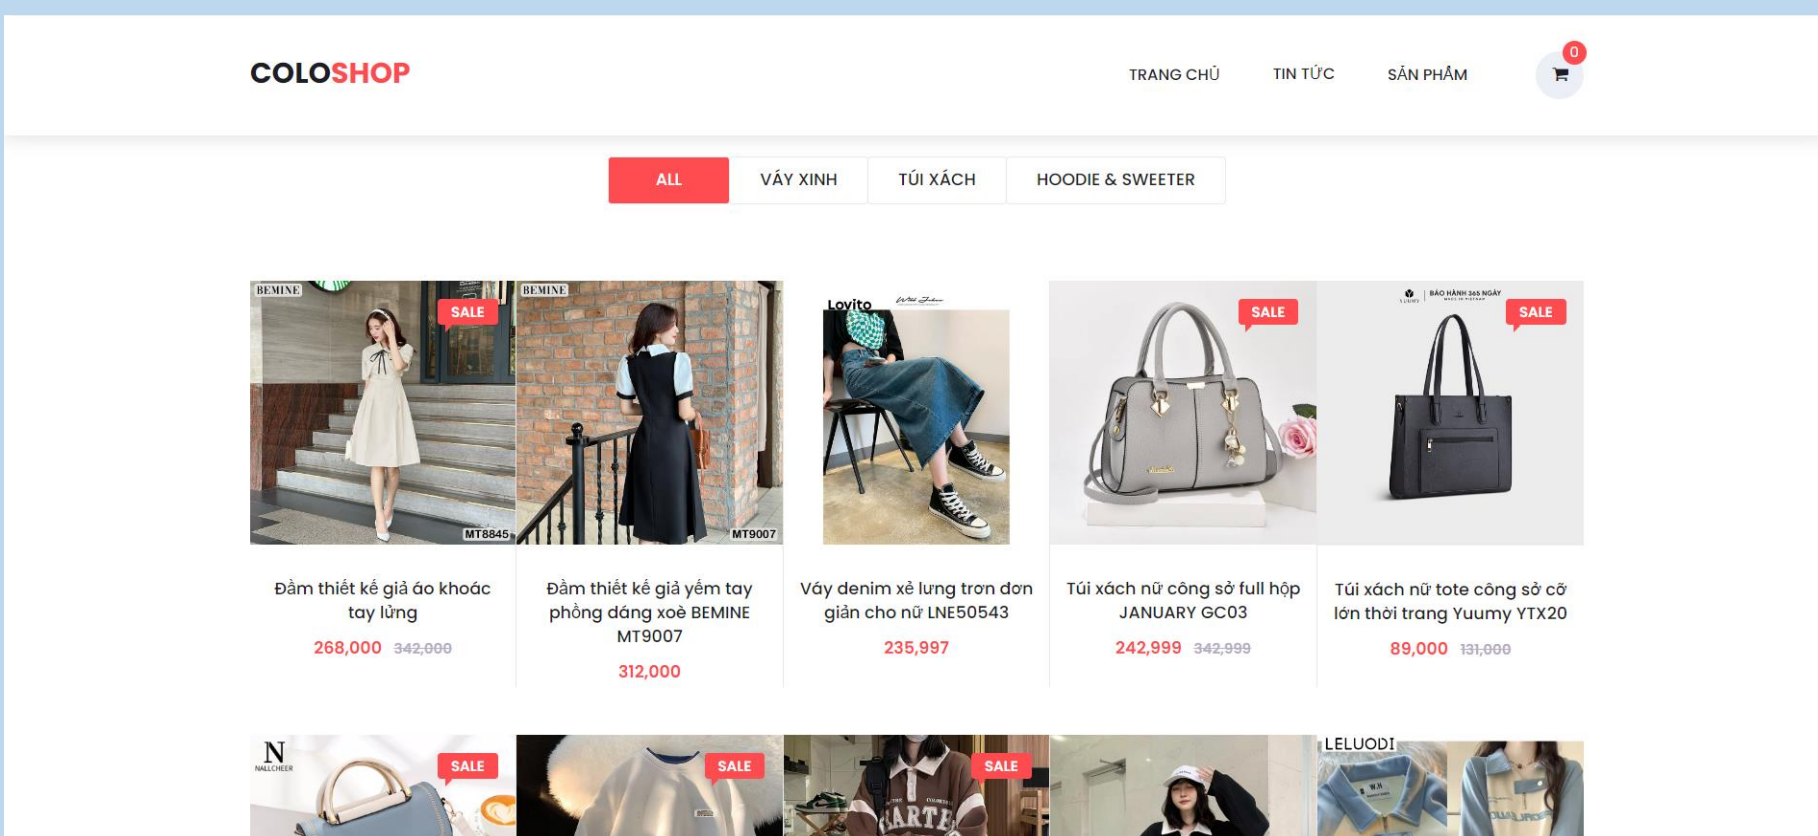 COLOSHOP
TRANG CHỦ TIN TỨC SẢN PHẨM
0
ALL VÁY XINH TÚI XÁCH HOODIE & SWEETER
BEMINE
SALE
MT8845
BEMINE
MT9007
Lovito
SALE
BẢO HÀNH 365 NGÀY
SALE
Đầm thiết kế giả áo khoác
tay lửng
268,000 342,000
Đầm thiết kế giả yếm tay
phồng dáng xoè BEMINE
MT9007
312,000
Váy denim xẻ lưng trơn đơn
giản cho nữ LNE50543
235,997
Túi xách nữ công sở full hộp
JANUARY GC03
242,999 342,999
Túi xách nữ tote công sở cỡ
lớn thời trang Yuumy YTX20
89,000 131,000
N
NALLCHEER
SALE
SALE
SALE
LELUODI
W.H